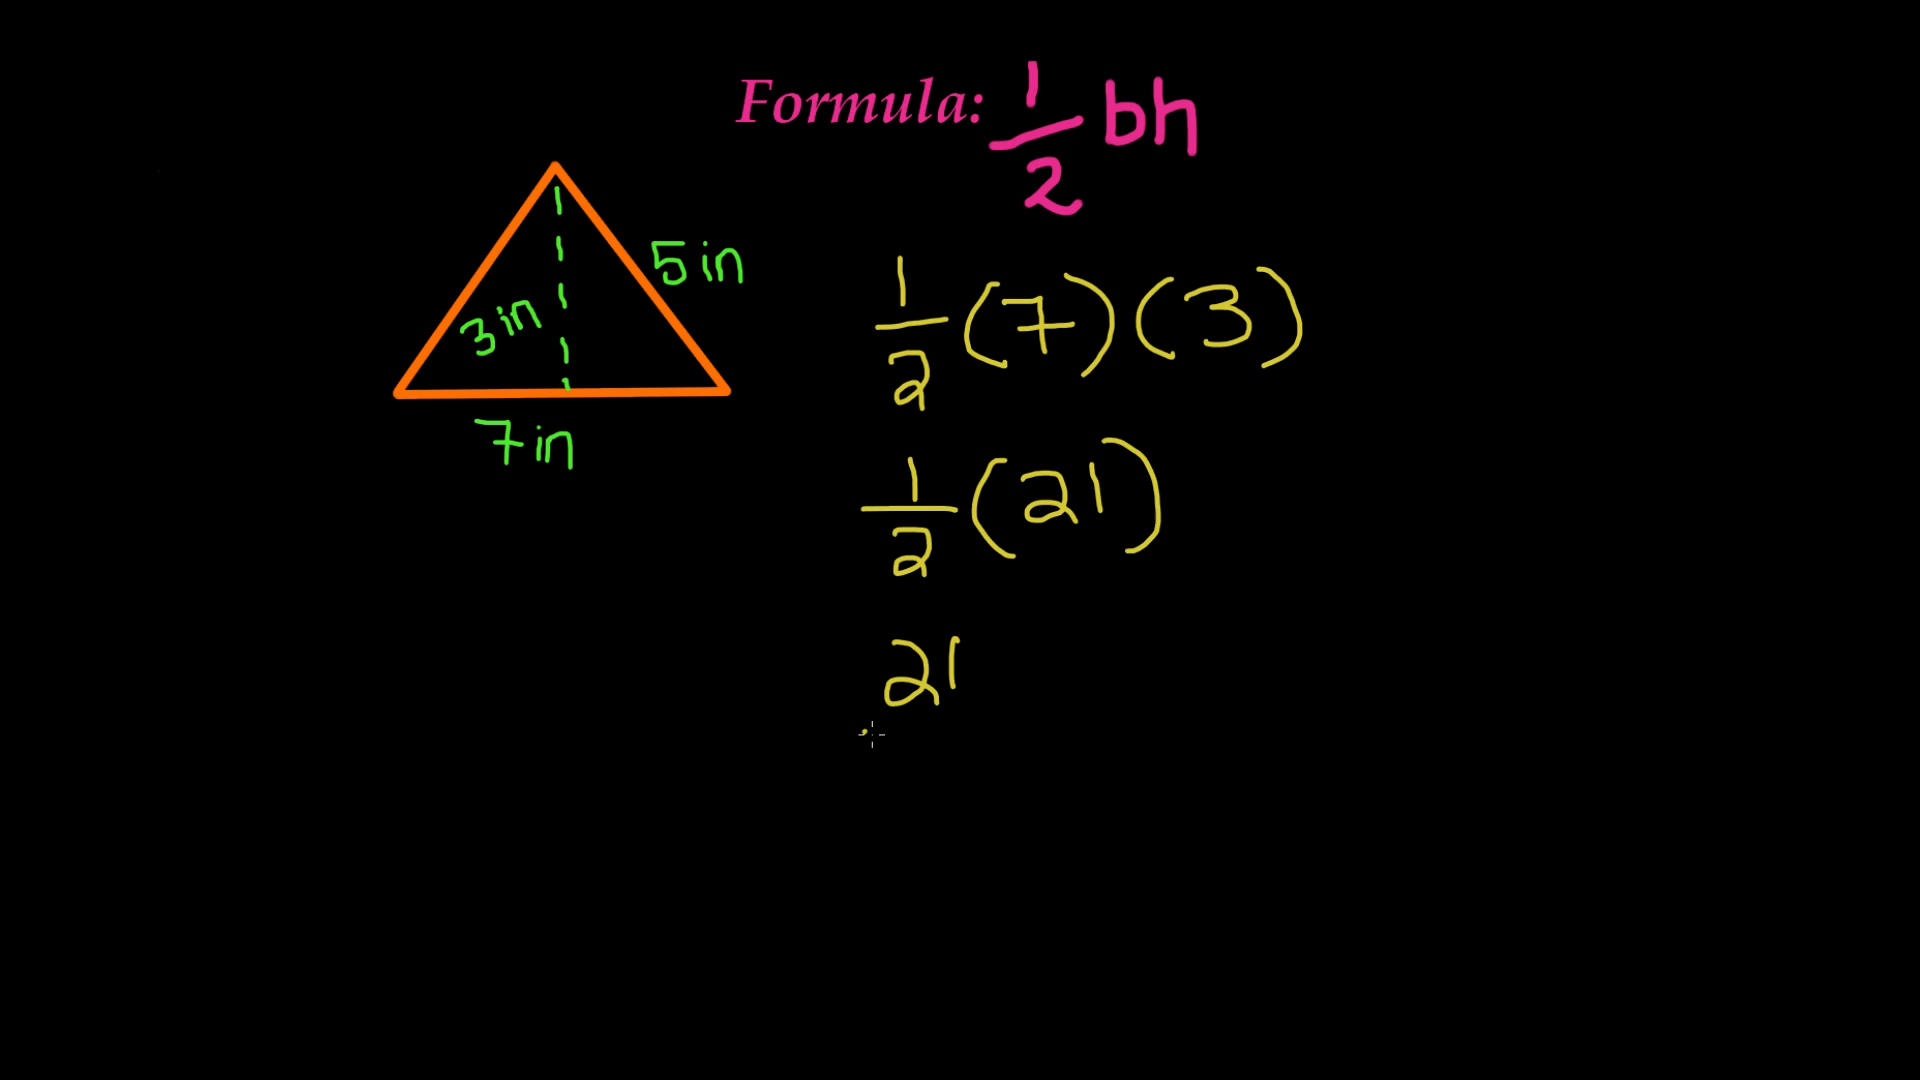 Formula: 1/2 bh
5 in
3 in
7 in
1/2 (7)(3)
1/2 (21)
21